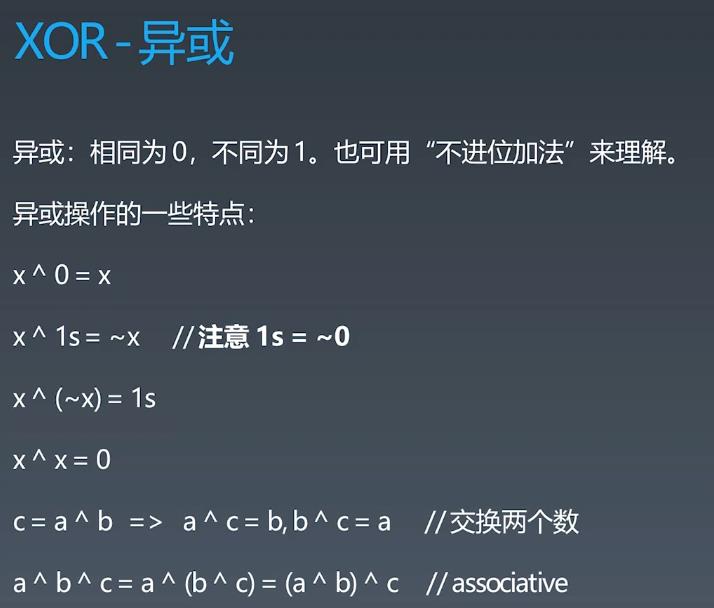 XOR - 异或
异或：相同为 0，不同为 1。也可用“不进位加法”来理解。
异或操作的一些特点：
x ^ 0 = x
x ^ 1s = ~x // 注意 1s = ~0
x ^ (~x) = 1s
x ^ x = 0
c = a ^ b => a ^ c = b, b ^ c = a // 交换两个数
a ^ b ^ c = a ^ (b ^ c) = (a ^ b) ^ c // associative